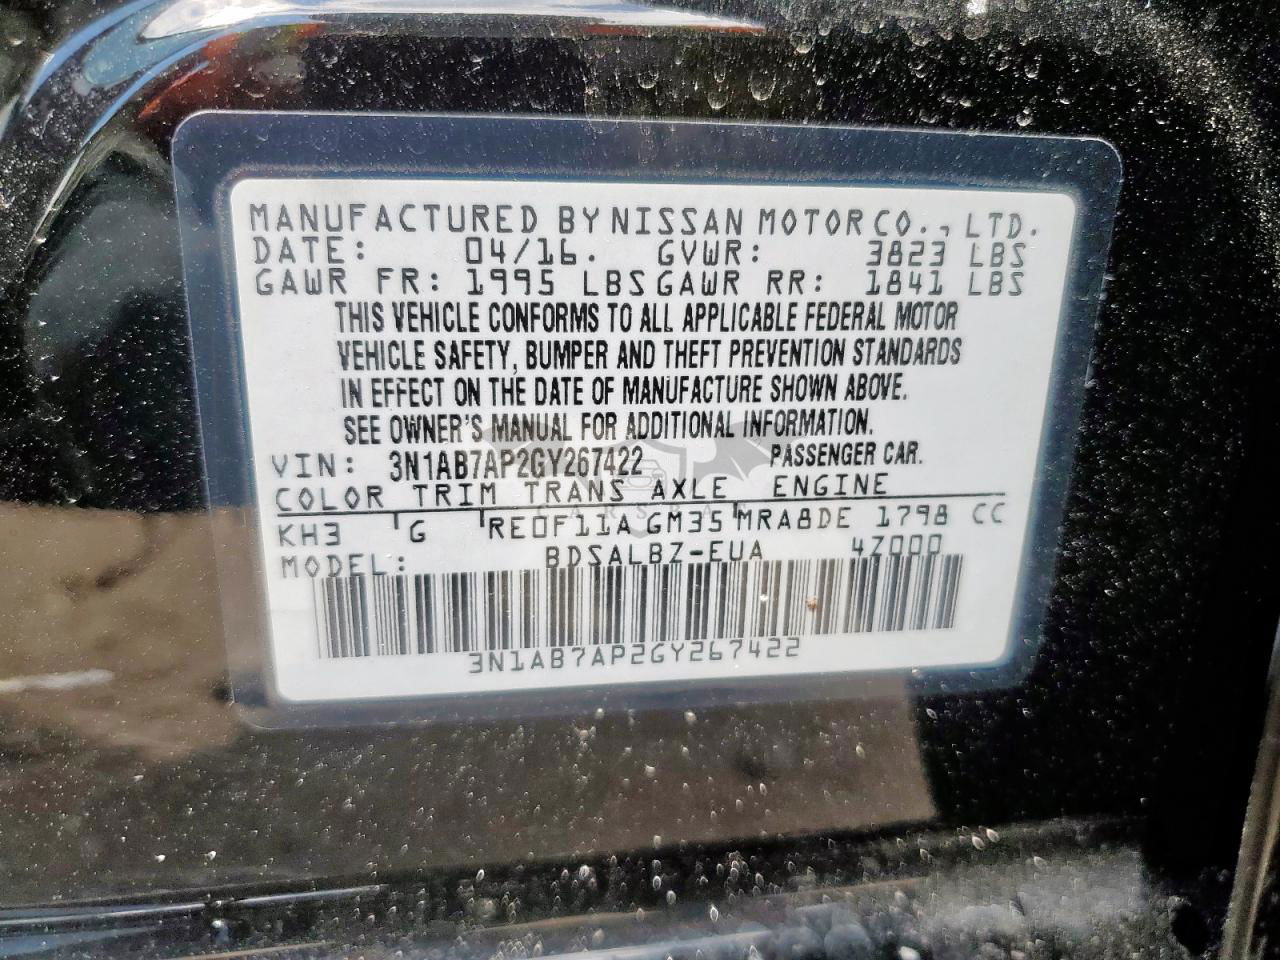 MANUFACTURED BY NISSAN MOTOR CO., LTD.
DATE: 04/16. GVWR: 3823 LBS
GAWR FR: 1995 LBS GAWR RR: 1841 LBS
THIS VEHICLE CONFORMS TO ALL APPLICABLE FEDERAL MOTOR
VEHICLE SAFETY, BUMPER AND THEFT PREVENTION STANDARDS
IN EFFECT ON THE DATE OF MANUFACTURE SHOWN ABOVE.
SEE OWNER'S MANUAL FOR ADDITIONAL INFORMATION.
VIN: 3N1AB7AP2GY267422 PASSENGER CAR.
COLOR TRIM TRANS AXLE ENGINE
KH3 G RE0F11A GM35 MRA8DE 1798 CC
MODEL: BDSALBZ-EUA 4Z000
3N1AB7AP2GY267422